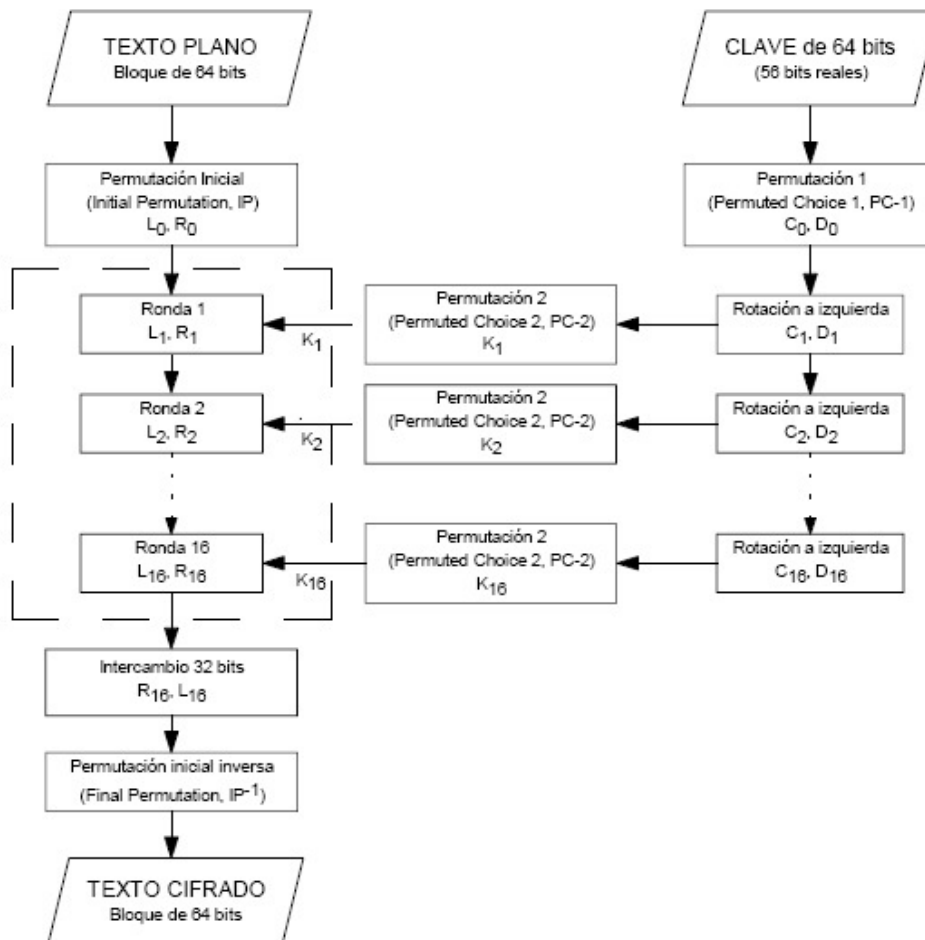 TEXTO PLANO
Bloque de 64 bits
CLAVE de 64 bits
(56 bits reales)
Permutación Inicial
(Initial Permutation, IP)
L0, R0
Permutación 1
(Permuted Choice 1, PC-1)
C0, D0
Ronda 1
L1, R1
K1
Permutación 2
(Permuted Choice 2, PC-2)
K1
Rotación a izquierda
C1, D1
Ronda 2
L2, R2
K2
Permutación 2
(Permuted Choice 2, PC-2)
K2
Rotación a izquierda
C2, D2
Ronda 16
L16, R16
K16
Permutación 2
(Permuted Choice 2, PC-2)
K16
Rotación a izquierda
C16, D16
Intercambio 32 bits
R16, L16
Permutación inicial inversa
(Final Permutation, IP-1)
TEXTO CIFRADO
Bloque de 64 bits